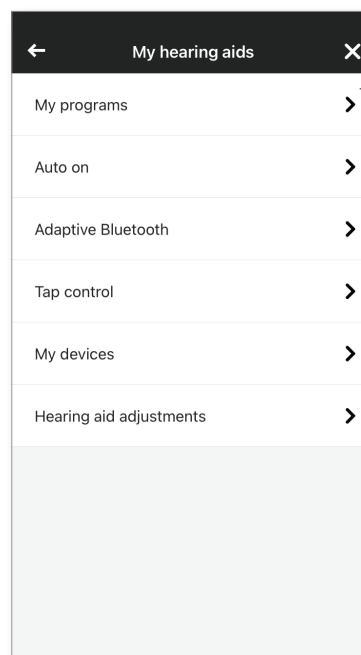 My hearing aids
My programs
Auto on
Adaptive Bluetooth
Tap control
My devices
Hearing aid adjustments